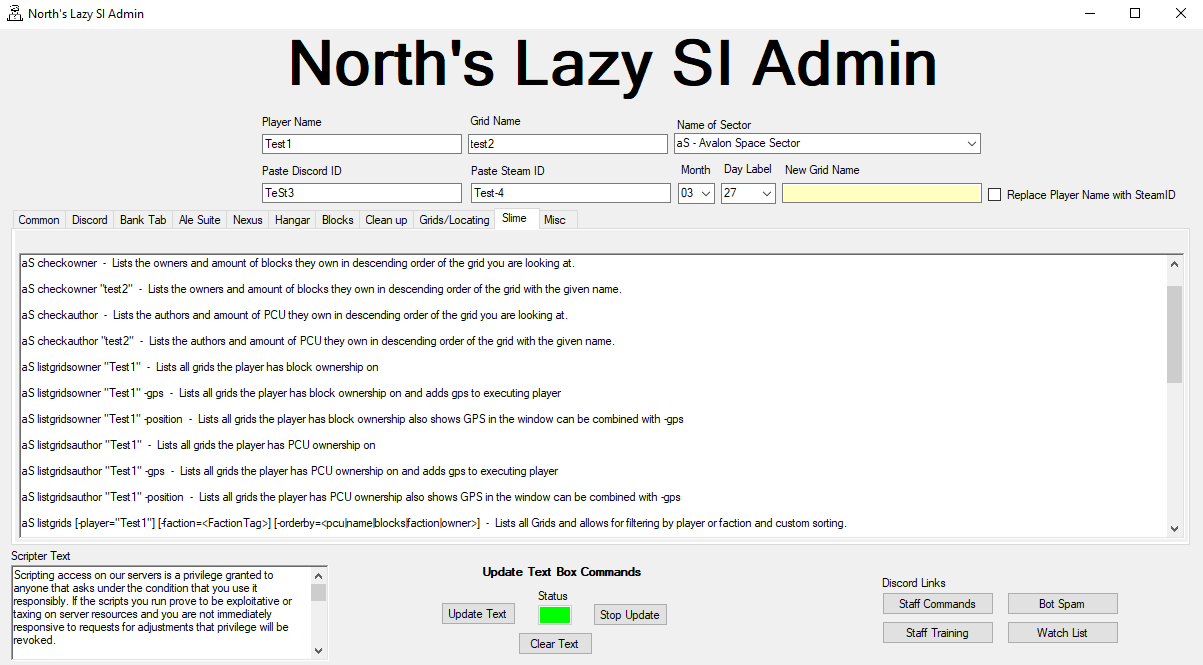 North's Lazy SI Admin
North's Lazy SI Admin
Player Name
Grid Name
Name of Sector
Test1
test2
aS - Avalon Space Sector
Paste Discord ID
Paste Steam ID
Month
Day Label
New Grid Name
TeSt3
Test-4
03
27
Replace Player Name with SteamID
Common Discord Bank Tab Ale Suite Nexus Hangar Blocks Clean up Grids/Locating Slime Misc
aS checkowner - Lists the owners and amount of blocks they own in descending order of the grid you are looking at.
aS checkowner "test2" - Lists the owners and amount of blocks they own in descending order of the grid with the given name.
aS checkauthor - Lists the authors and amount of PCU they own in descending order of the grid you are looking at.
aS checkauthor "test2" - Lists the authors and amount of PCU they own in descending order of the grid with the given name.
aS listgridsowner "Test1" - Lists all grids the player has block ownership on
aS listgridsowner "Test1" -gps - Lists all grids the player has block ownership on and adds gps to executing player
aS listgridsowner "Test1" -position - Lists all grids the player has block ownership also shows GPS in the window can be combined with -gps
aS listgridsauthor "Test1" - Lists all grids the player has PCU ownership on
aS listgridsauthor "Test1" -gps - Lists all grids the player has PCU ownership on and adds gps to executing player
aS listgridsauthor "Test1" -position - Lists all grids the player has PCU ownership also shows GPS in the window can be combined with -gps
aS listgrids [-player="Test1"] [-faction=<FactionTag>] [-orderby=<pcu|name|blocks|faction|owner>] - Lists all Grids and allows for filtering by player or faction and custom sorting.
Scripter Text
Scripting access on our servers is a privilege granted to
anyone that asks under the condition that you use it
responsibly. If the scripts you run prove to be exploitative or
taxing on server resources and you are not immediately
responsive to requests for adjustments that privilege will be
revoked.
Update Text Box Commands
Status
Update Text
Stop Update
Clear Text
Discord Links
Staff Commands
Bot Spam
Staff Training
Watch List